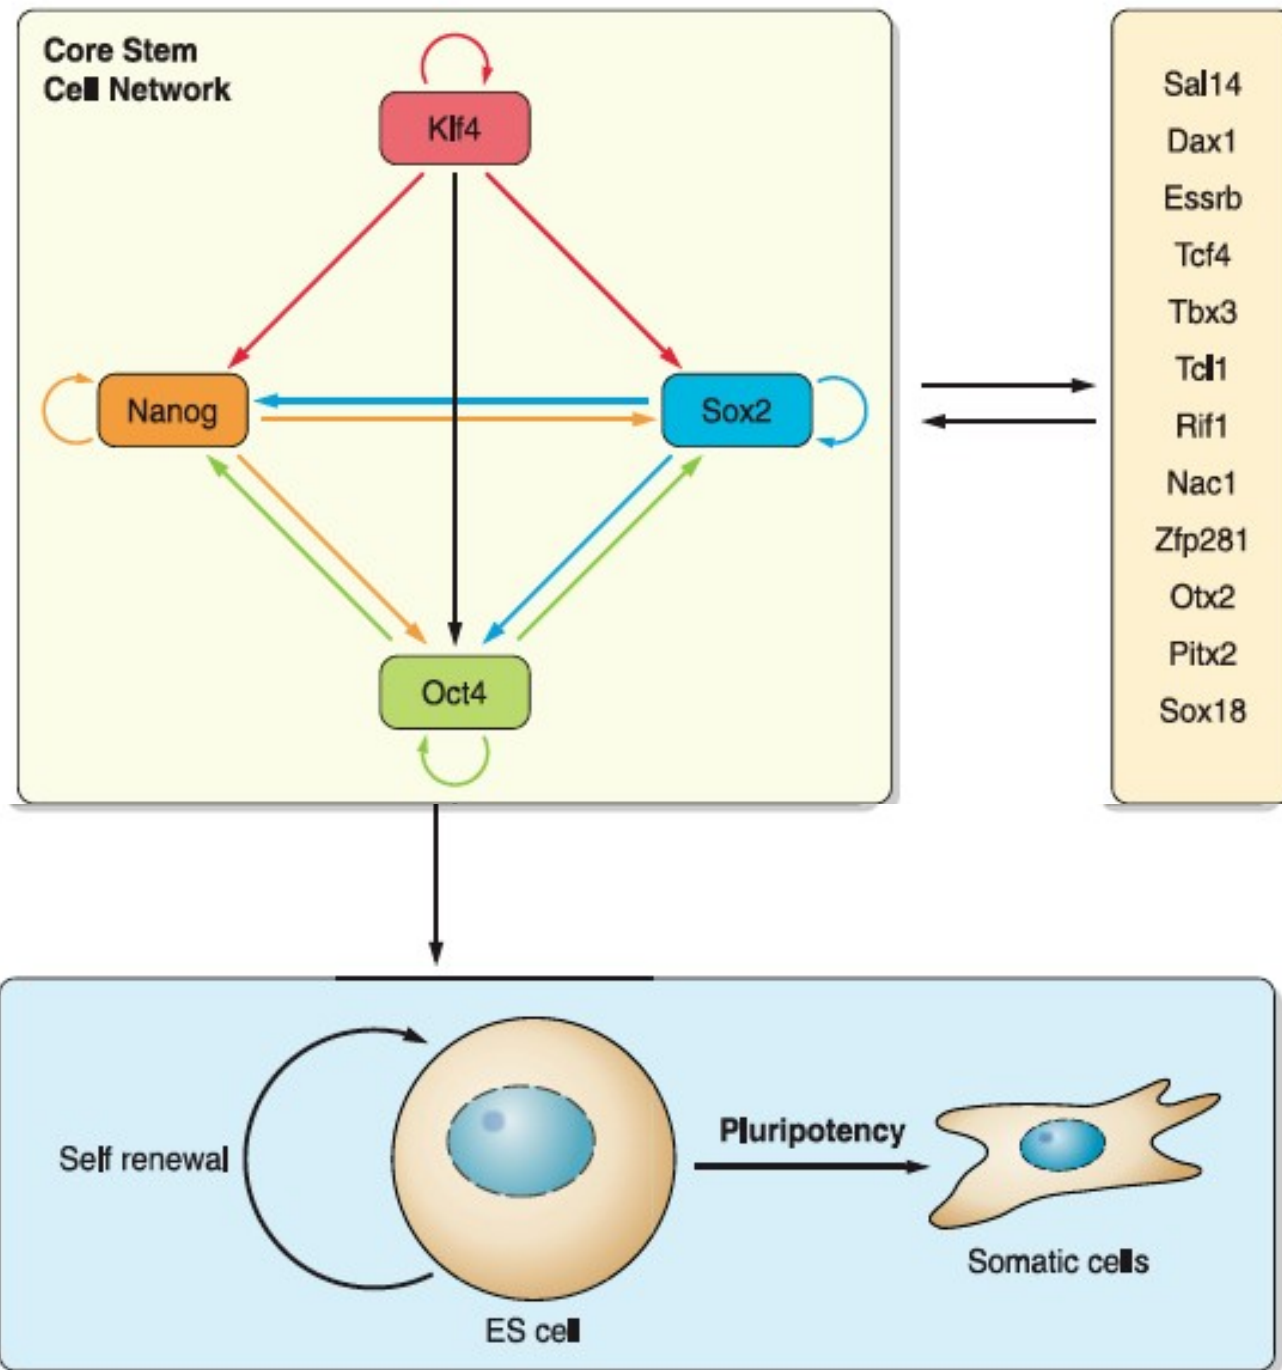 Core Stem
Cell Network
Klf4
Nanog
Sox2
Oct4
Sal14
Dax1
Essrb
Tcf4
Tbx3
Tcl1
Rif1
Nac1
Zfp281
Otx2
Pitx2
Sox18
Self renewal
Pluripotency
Somatic cells
ES cell